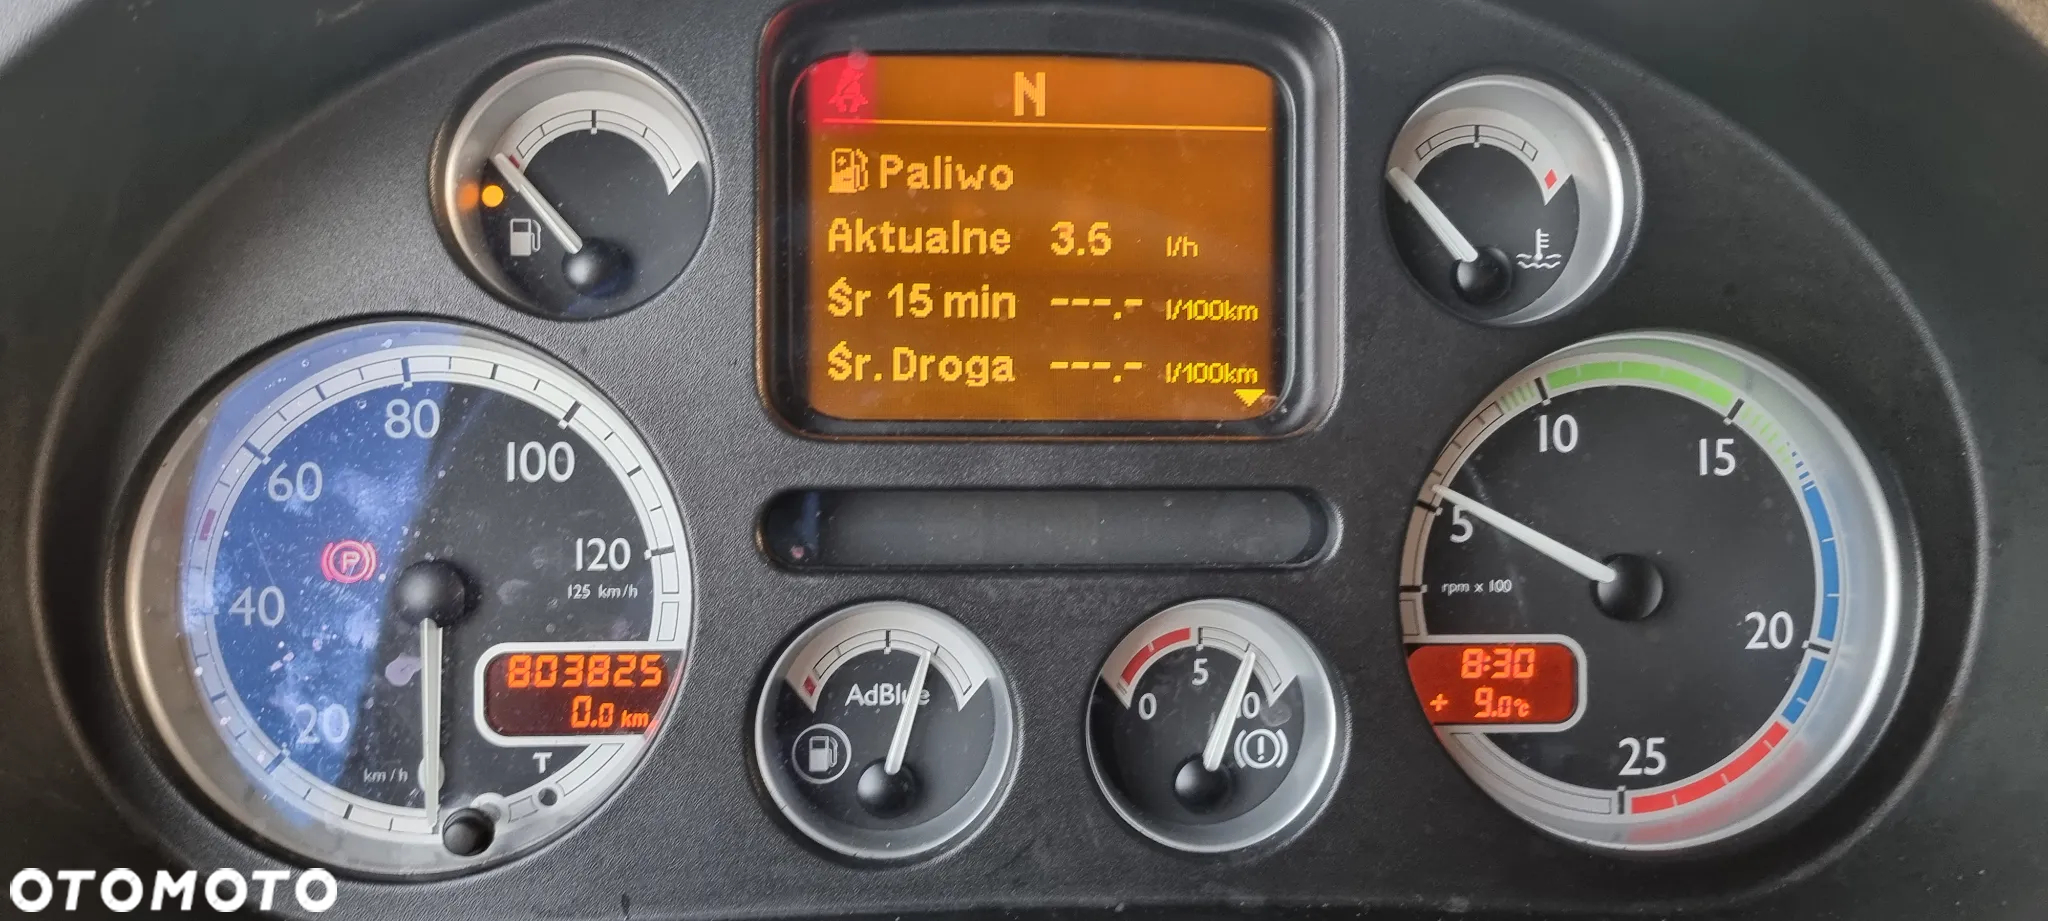 N
Paliwo
Aktualne 3.6 l/h
Śr 15 min ---.- l/100km
Śr. Droga ---.- l/100km
20
40
60
80
100
120
125 km/h
P
km/h
803825
0.0 km
T
AdBlue
0
5
10
5
10
15
20
25
rpm x 100
8:30
+ 9.0°C
OTOMOTO